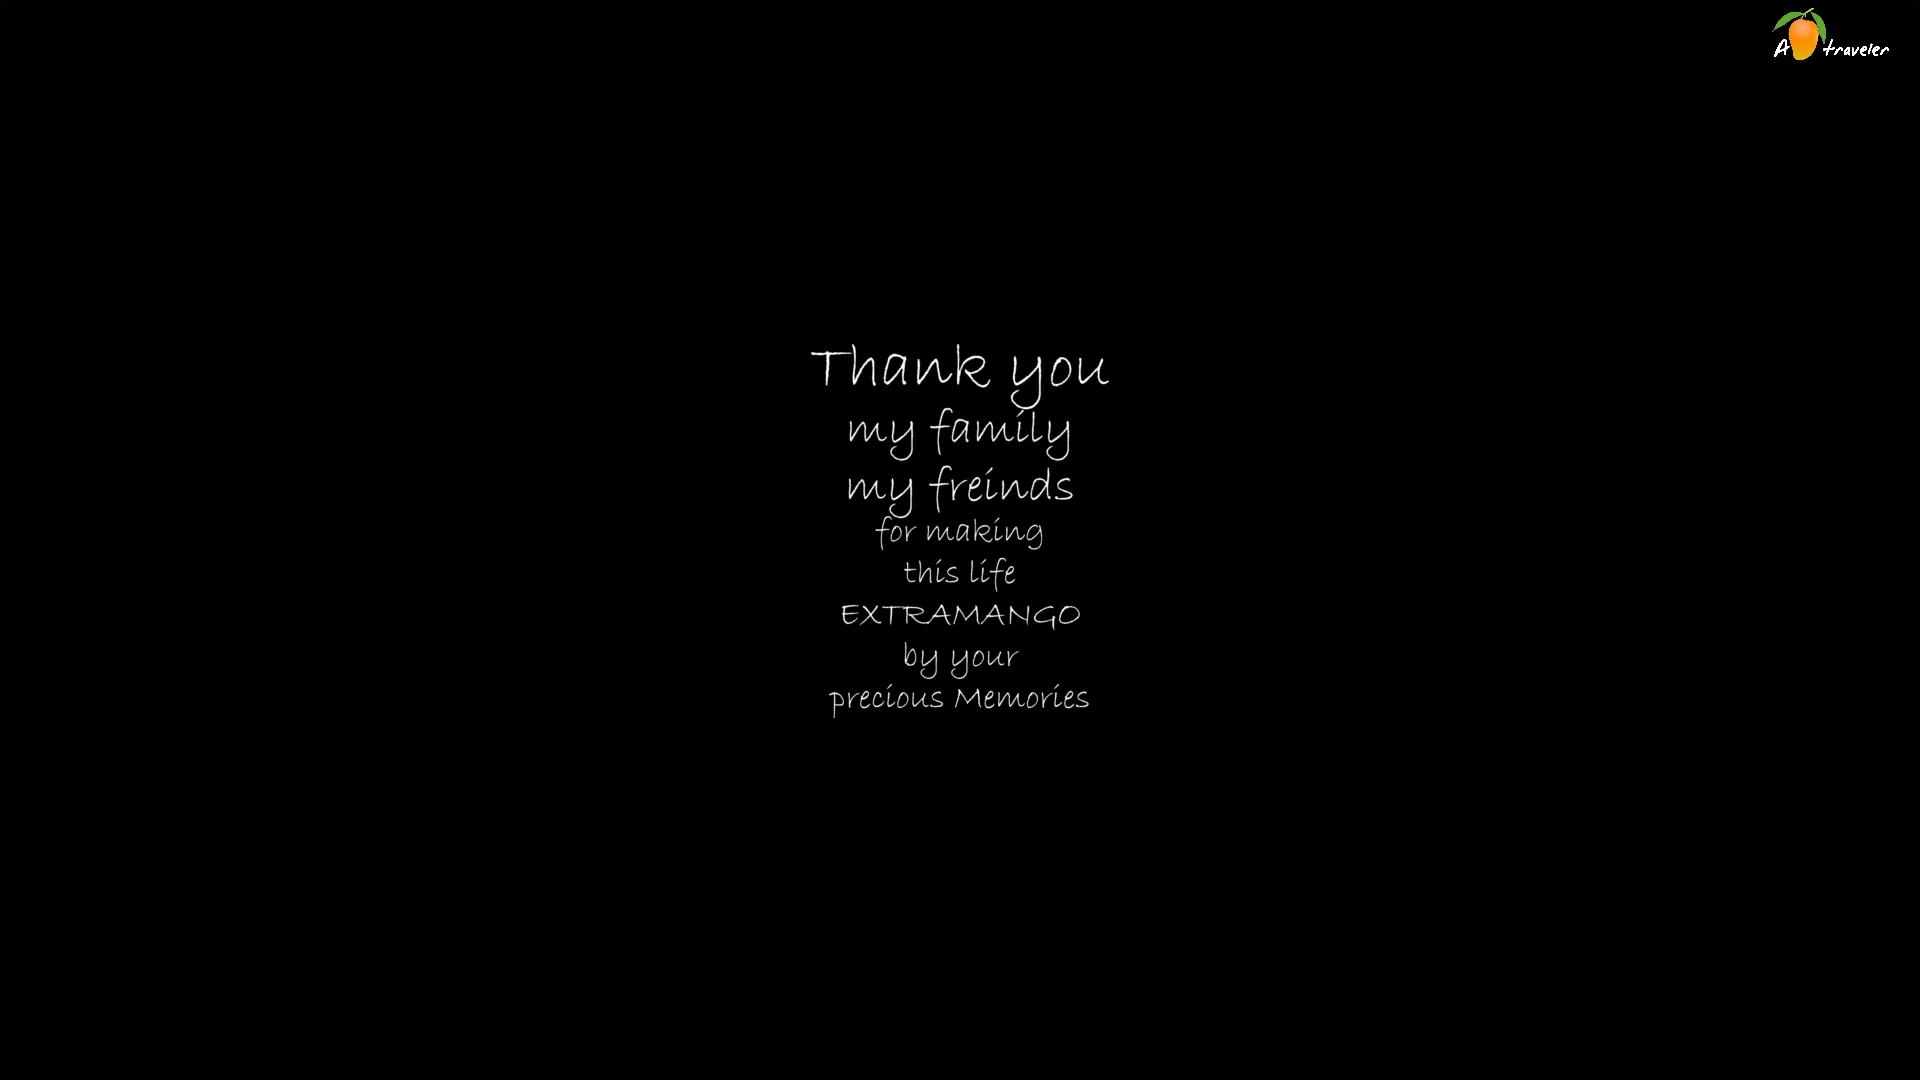 A traveler
Thank you
my family
my freinds
for making
this life
EXTRAMANGO
by your
precious Memories